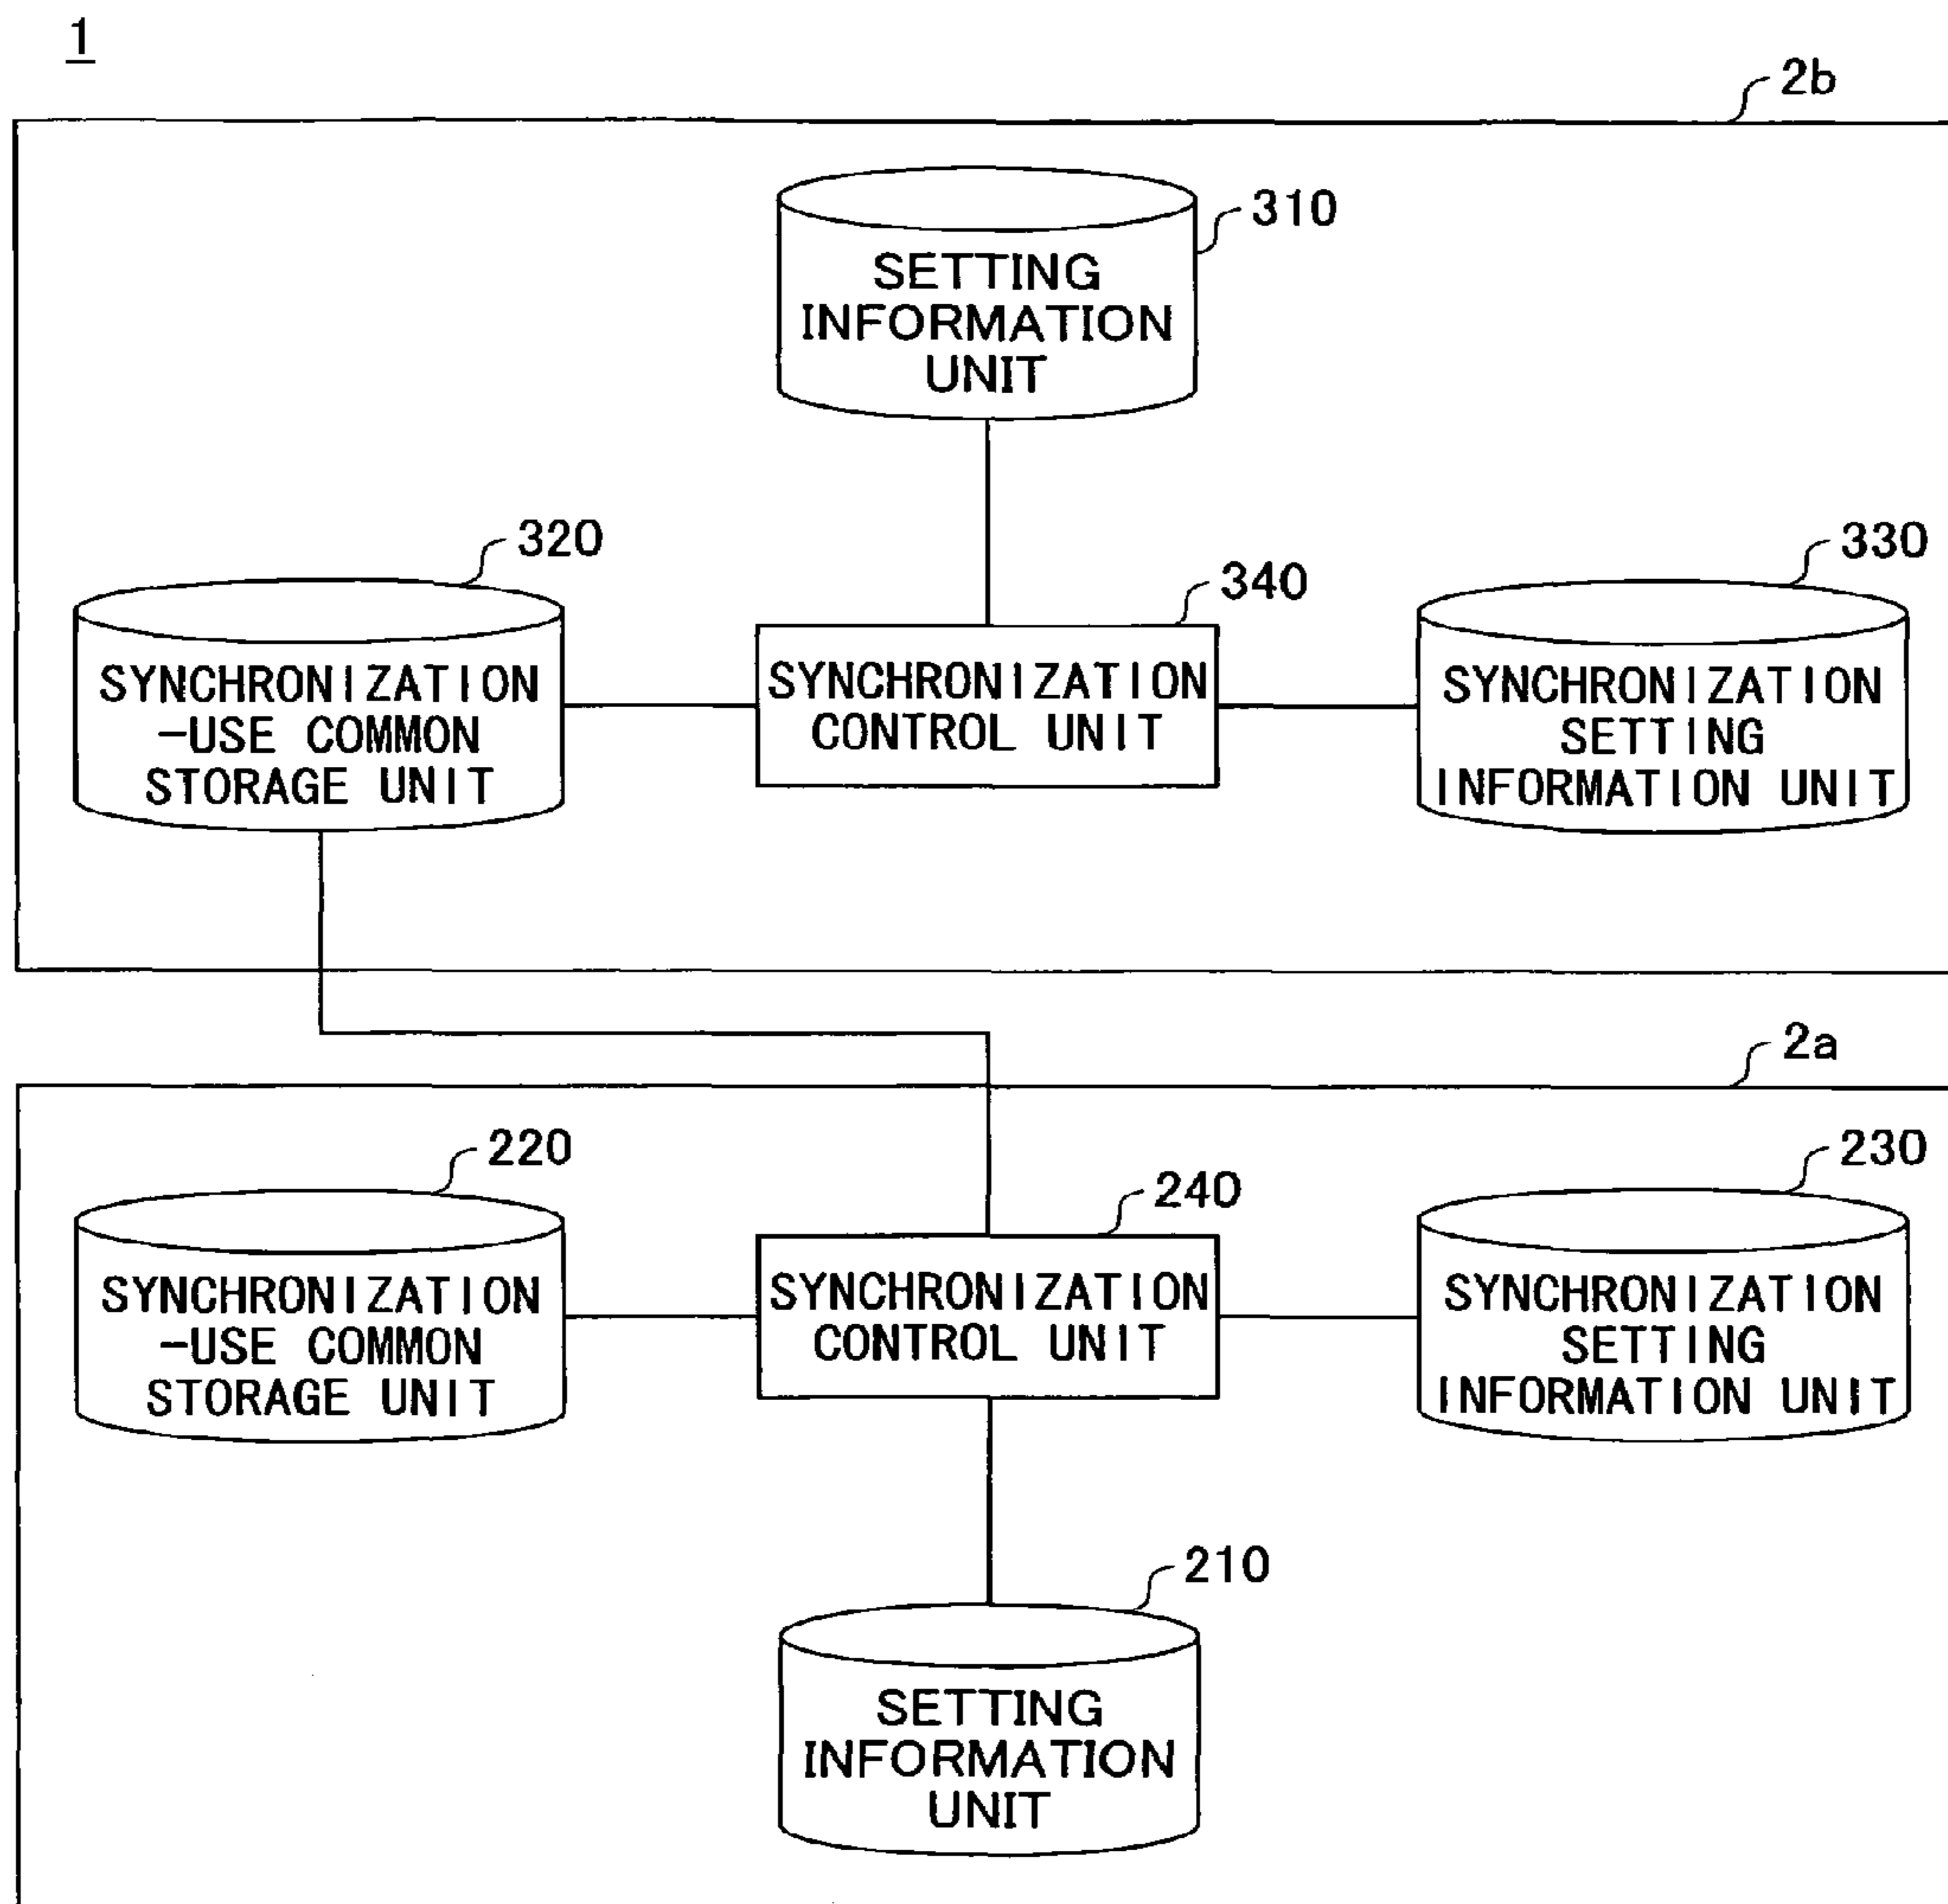 1
2b
310
SETTING
INFORMATION
UNIT
320
340
330
SYNCHRONIZATION
-USE COMMON
STORAGE UNIT
SYNCHRONIZATION
CONTROL UNIT
SYNCHRONIZATION
SETTING
INFORMATION UNIT
2a
220
240
230
SYNCHRONIZATION
-USE COMMON
STORAGE UNIT
SYNCHRONIZATION
CONTROL UNIT
SYNCHRONIZATION
SETTING
INFORMATION UNIT
210
SETTING
INFORMATION
UNIT